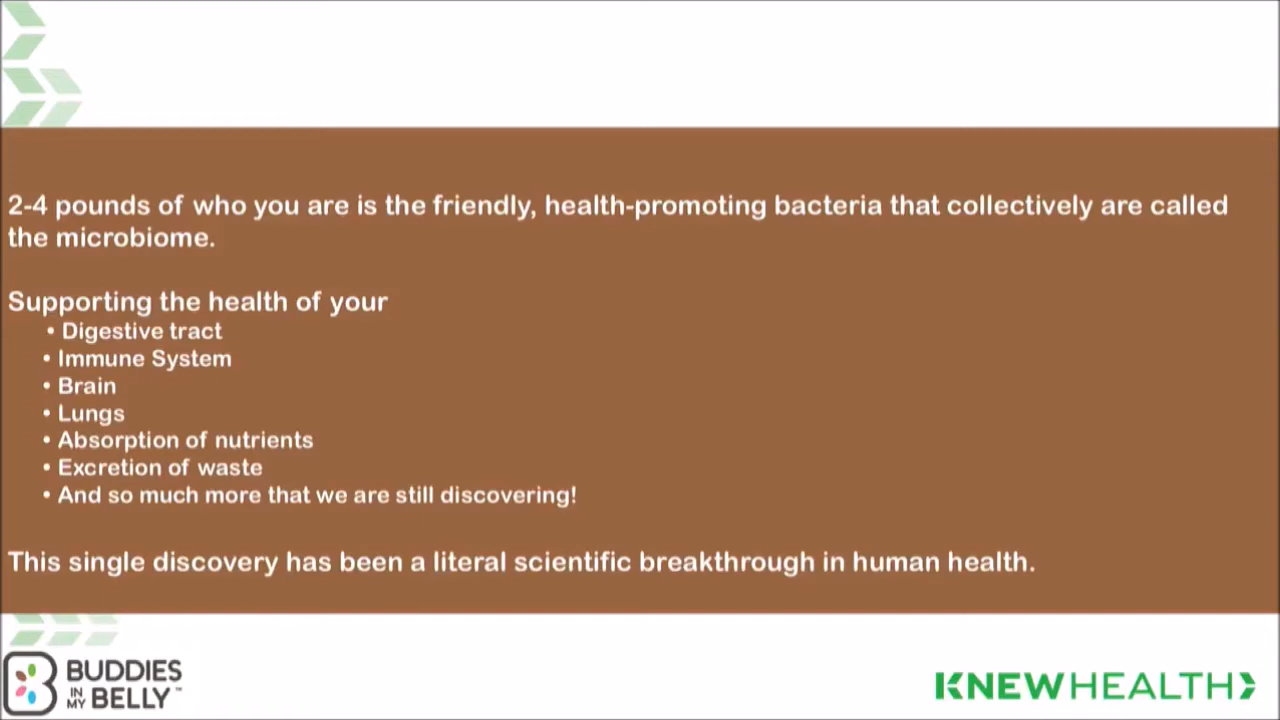 2-4 pounds of who you are is the friendly, health-promoting bacteria that collectively are called
the microbiome.
Supporting the health of your
• Digestive tract
• Immune System
• Brain
• Lungs
• Absorption of nutrients
• Excretion of waste
• And so much more that we are still discovering!
This single discovery has been a literal scientific breakthrough in human health.
BUDDIES
IN MY BELLY™
KNEWHEALTH